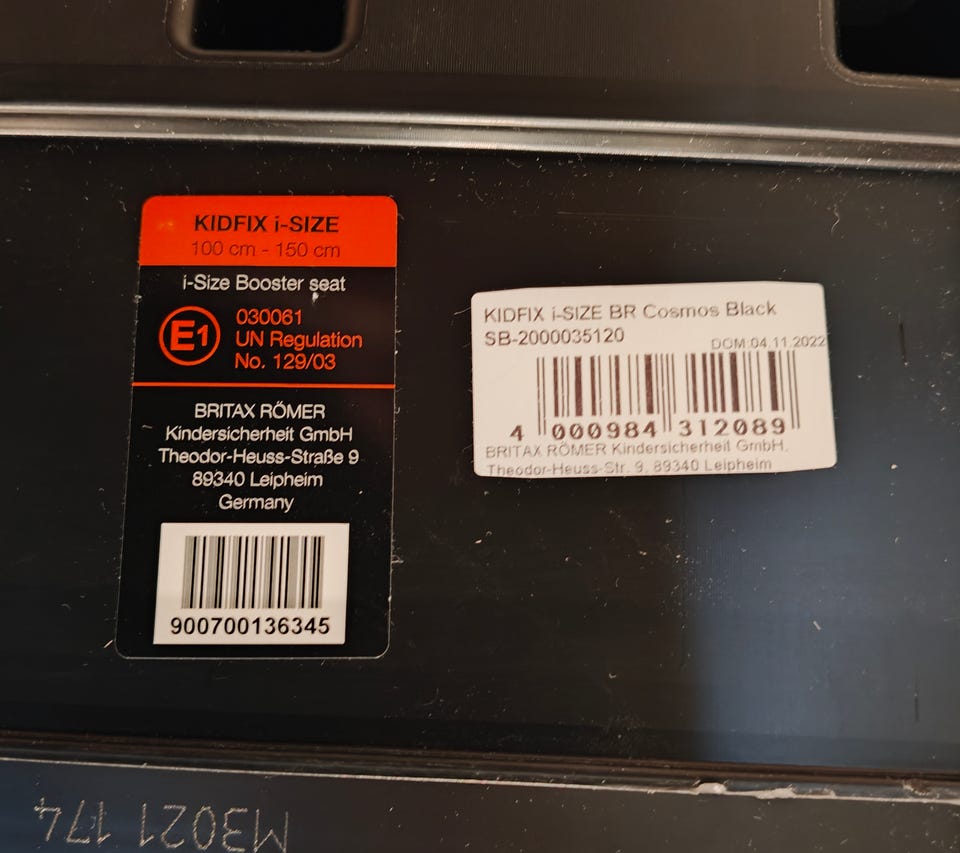 KIDFIX i-SIZE
100 cm - 150 cm
i-Size Booster seat
E1
030061
UN Regulation
No. 129/03
BRITAX RÖMER
Kindersicherheit GmbH
Theodor-Heuss-Straße 9
89340 Leipheim
Germany
900700136345
KIDFIX i-SIZE BR Cosmos Black
SB-2000035120
DOM:04.11.2022
4 000984 312089
BRITAX RÖMER Kindersicherheit GmbH,
Theodor-Heuss-Str. 9, 89340 Leipheim
M3021 174